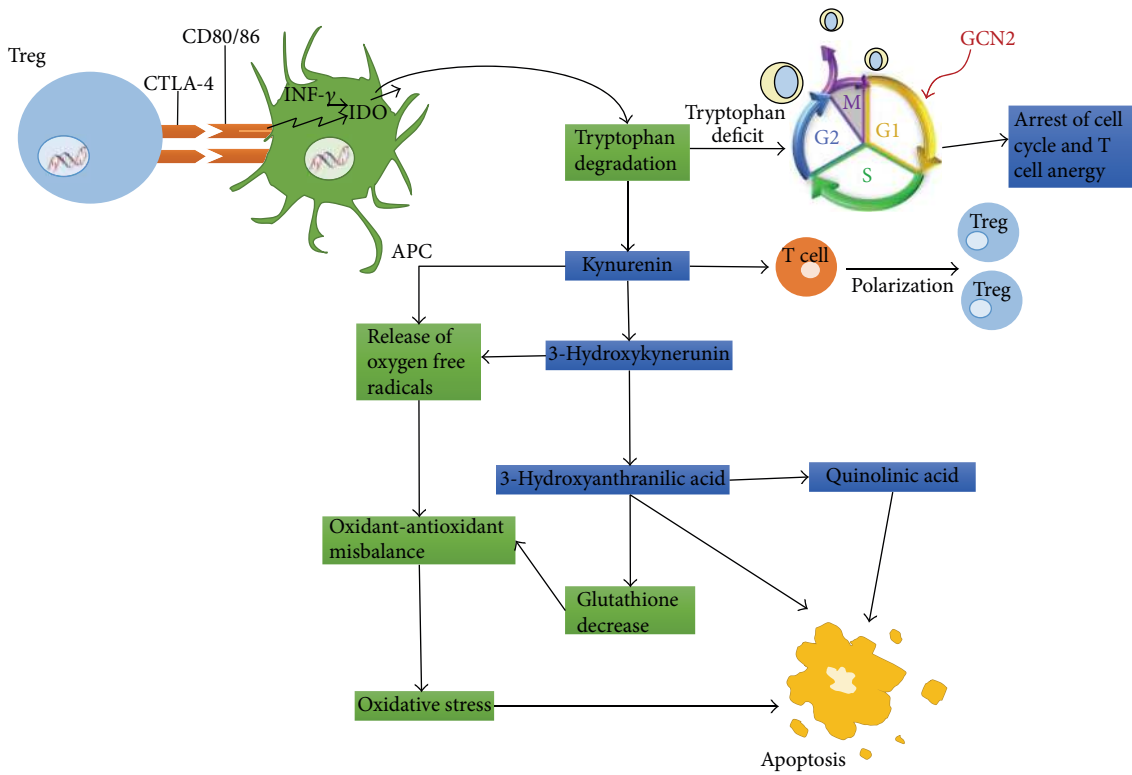 Treg
CTLA-4
CD80/86
INF-γ
IDO
APC
Tryptophan
degradation
Tryptophan
deficit
M
G2
G1
S
GCN2
Arrest of cell
cycle and T
cell anergy
Kynurenin
T cell
Polarization
Treg
Treg
Release of
oxygen free
radicals
3-Hydroxykynerunin
3-Hydroxyanthranilic acid
Quinolinic acid
Oxidant-antioxidant
misbalance
Glutathione
decrease
Oxidative stress
Apoptosis